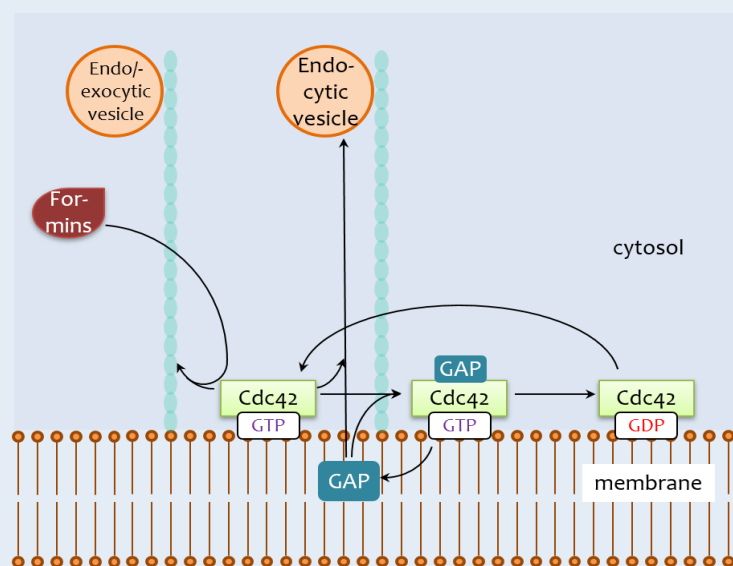 Endo/-
exocytic
vesicle
Endo-
cytic
vesicle
For-
mins
cytosol
GAP
Cdc42
GTP
Cdc42
GTP
Cdc42
GDP
GAP
membrane